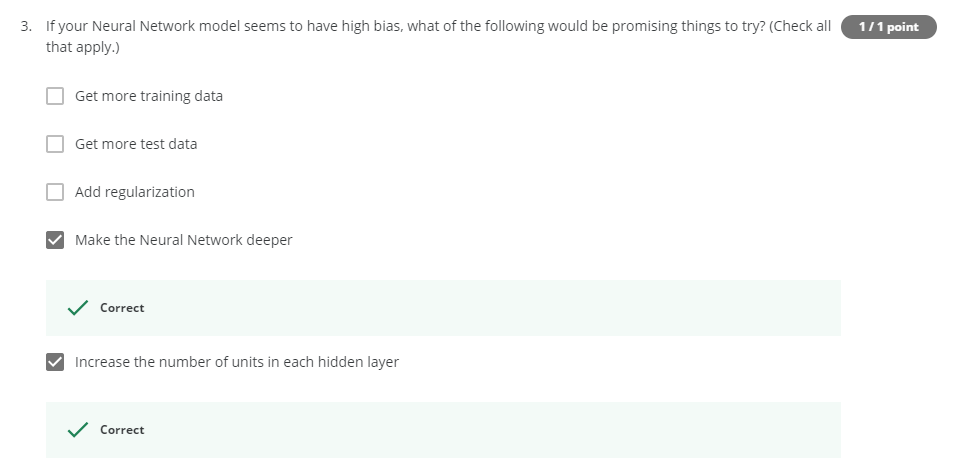 3. If your Neural Network model seems to have high bias, what of the following would be promising things to try? (Check all
that apply.)
1 / 1 point
Get more training data
Get more test data
Add regularization
Make the Neural Network deeper
Correct
Increase the number of units in each hidden layer
Correct